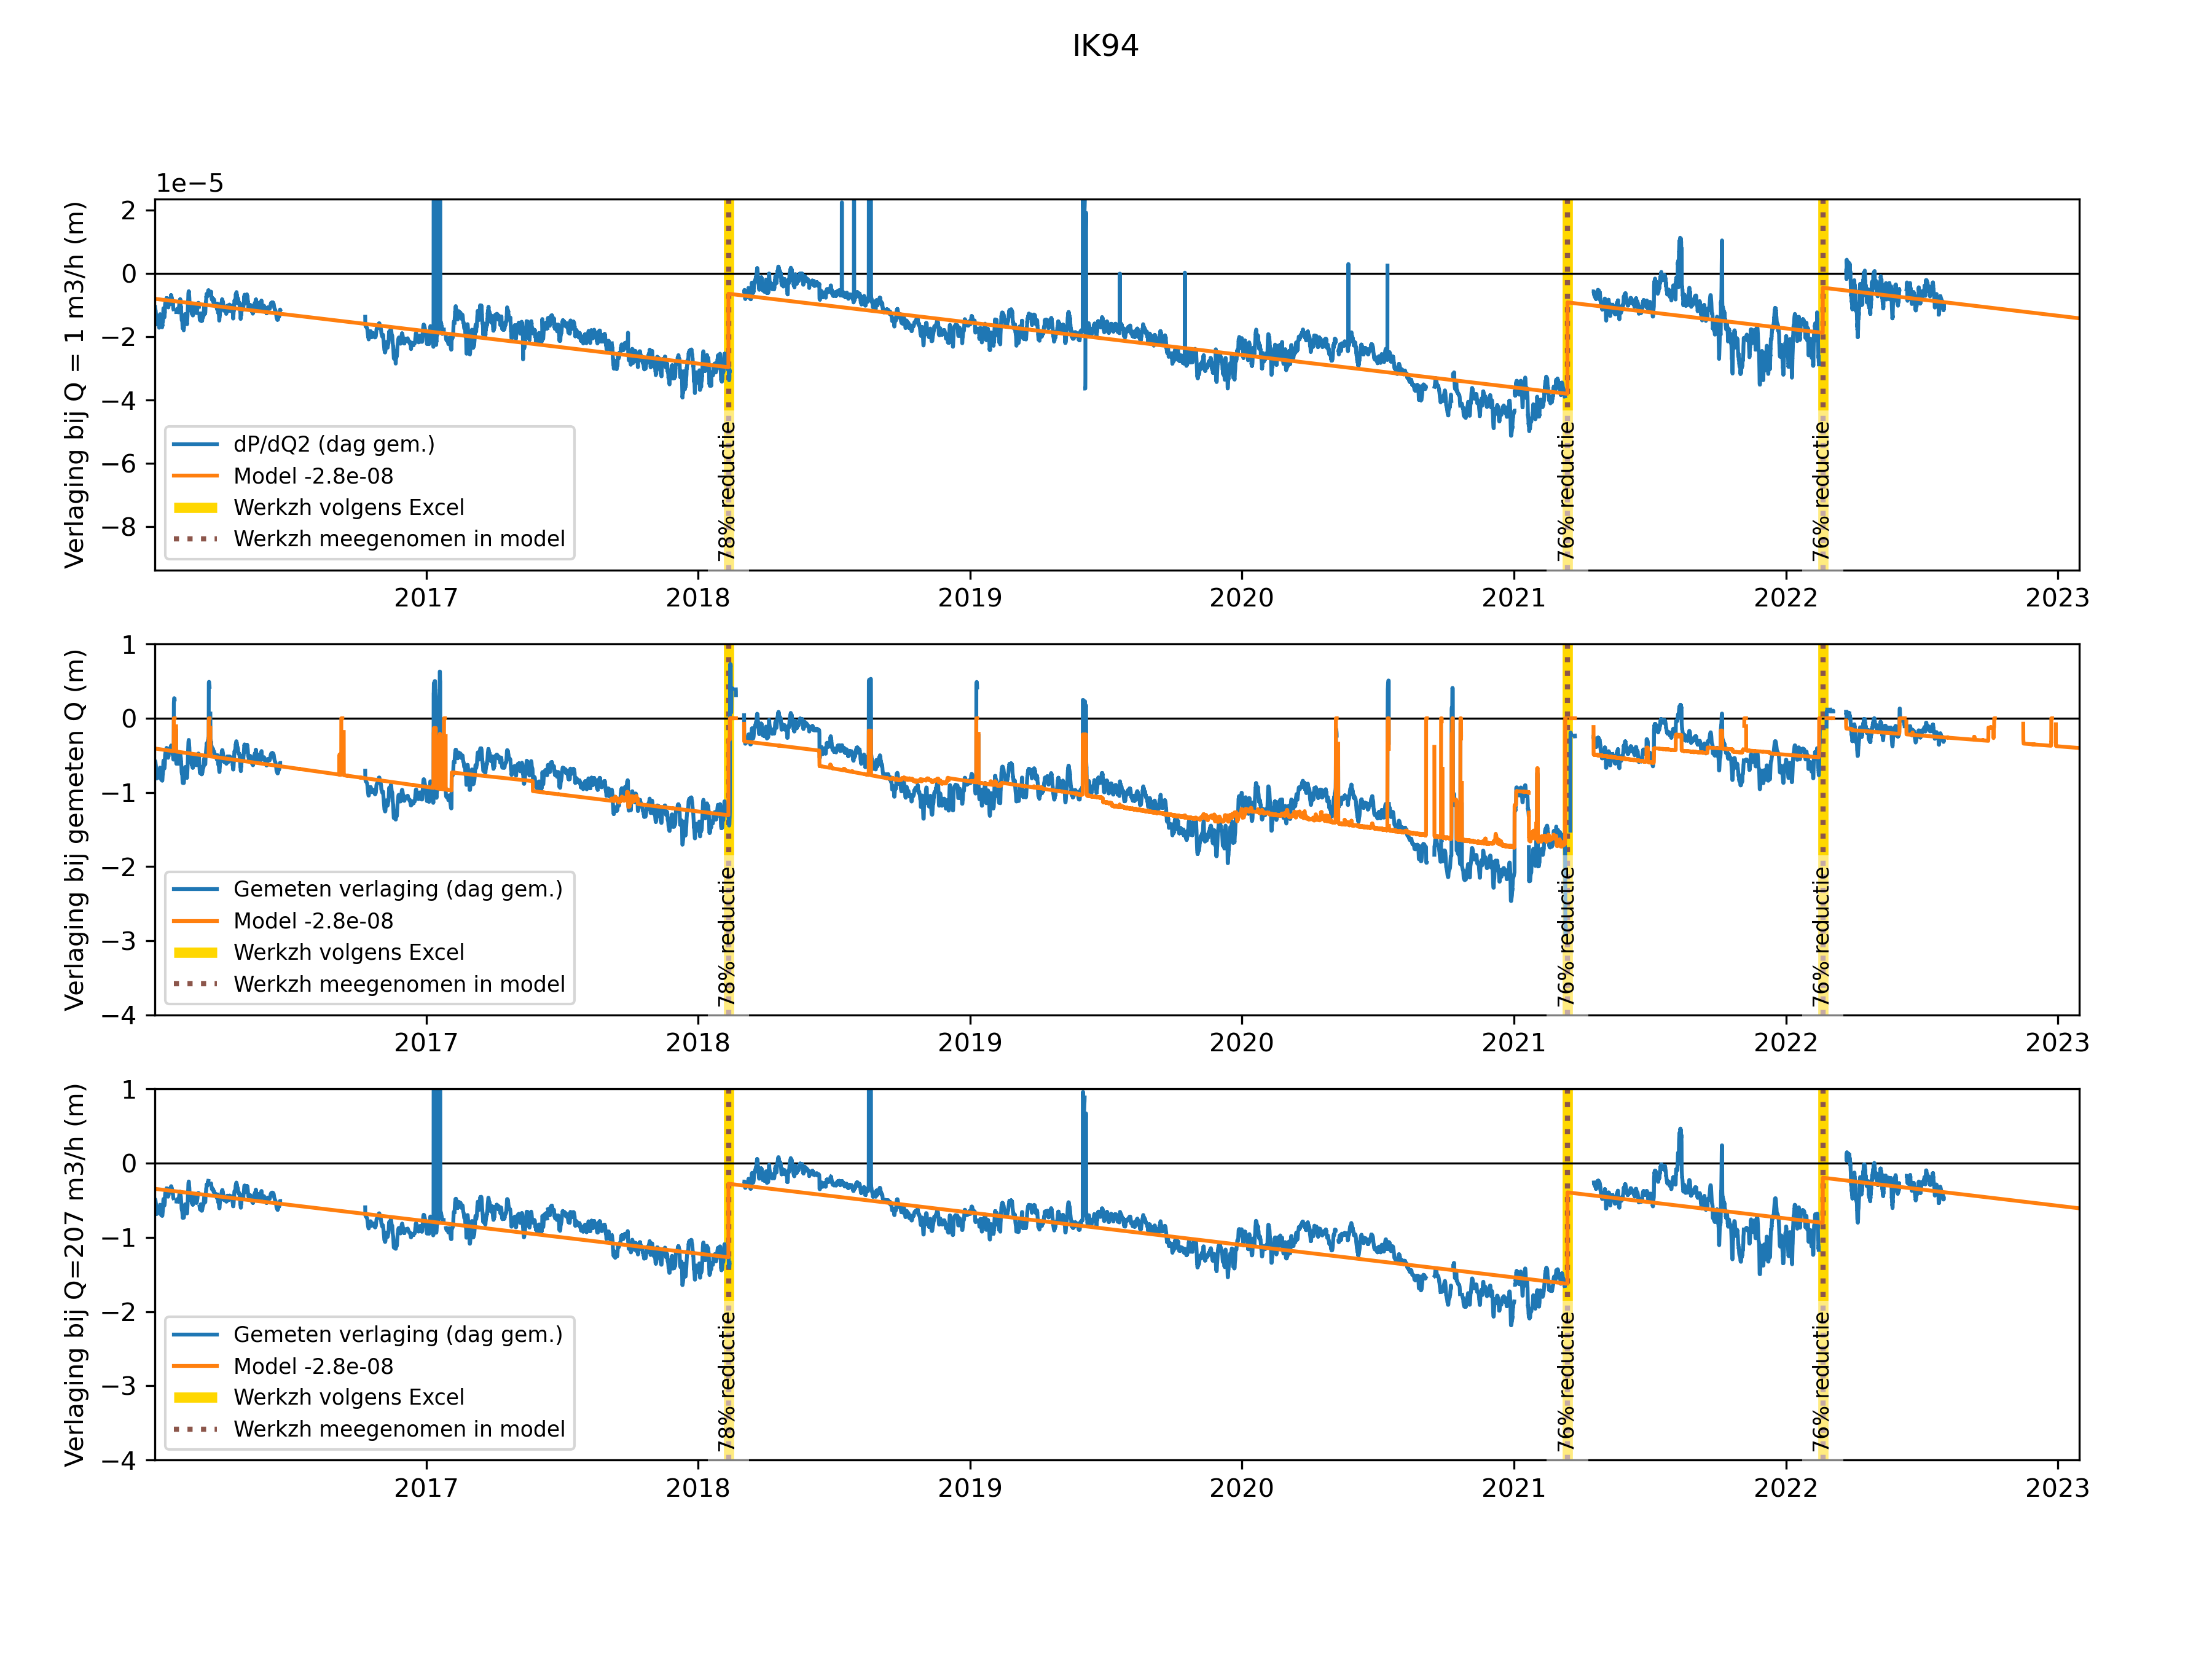 IK94
1e−5
Verlaging bij Q = 1 m3/h (m)
2
0
−2
−4
−6
−8
dP/dQ2 (dag gem.)
Model -2.8e-08
Werkzh volgens Excel
Werkzh meegenomen in model
78% reductie
76% reductie
76% reductie
2017 2018 2019 2020 2021 2022 2023
Verlaging bij gemeten Q (m)
1
0
−1
−2
−3
−4
Gemeten verlaging (dag gem.)
Model -2.8e-08
Werkzh volgens Excel
Werkzh meegenomen in model
78% reductie
76% reductie
76% reductie
2017 2018 2019 2020 2021 2022 2023
Verlaging bij Q=207 m3/h (m)
1
0
−1
−2
−3
−4
Gemeten verlaging (dag gem.)
Model -2.8e-08
Werkzh volgens Excel
Werkzh meegenomen in model
78% reductie
76% reductie
76% reductie
2017 2018 2019 2020 2021 2022 2023